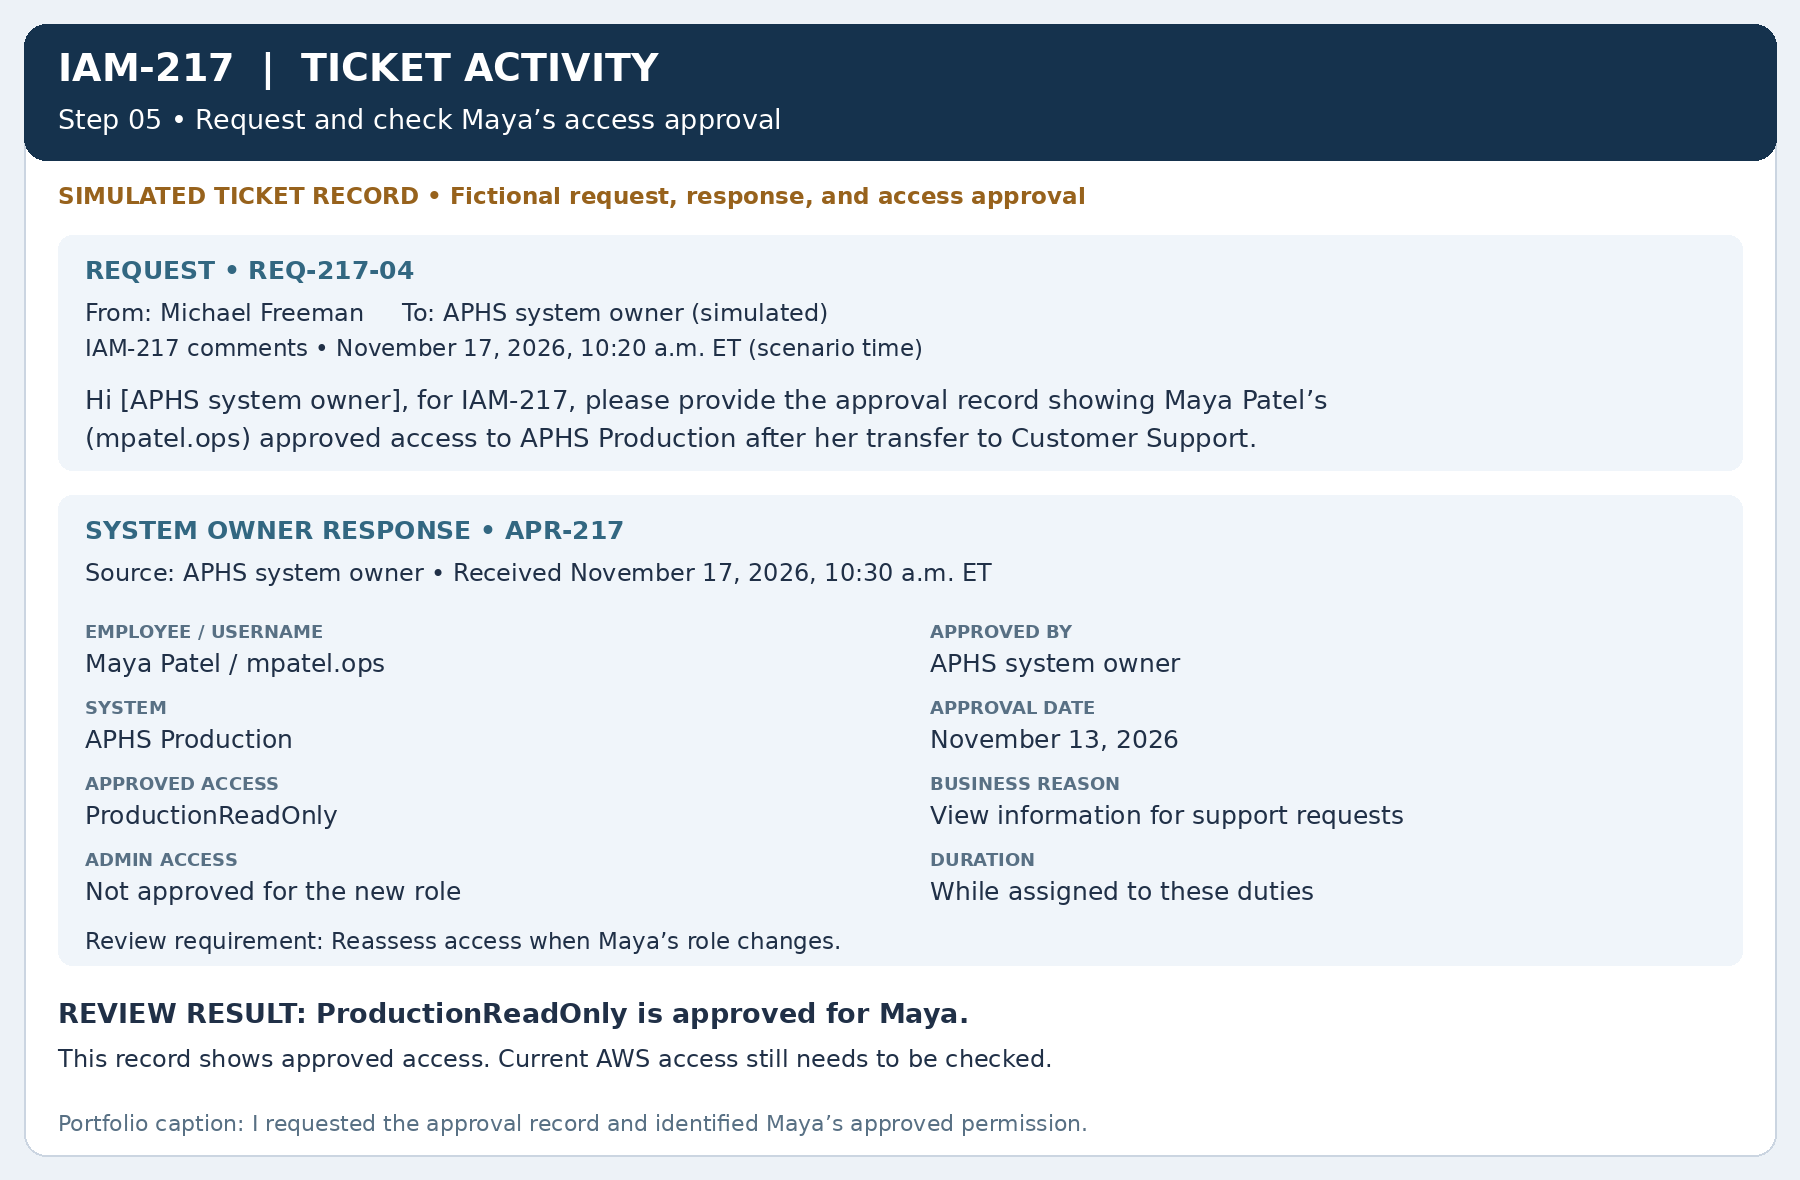 IAM-217 | TICKET ACTIVITY
Step 05 • Request and check Maya’s access approval
SIMULATED TICKET RECORD • Fictional request, response, and access approval
REQUEST • REQ-217-04
From: Michael Freeman To: APHS system owner (simulated)
IAM-217 comments • November 17, 2026, 10:20 a.m. ET (scenario time)
Hi [APHS system owner], for IAM-217, please provide the approval record showing Maya Patel’s
(mpatel.ops) approved access to APHS Production after her transfer to Customer Support.
SYSTEM OWNER RESPONSE • APR-217
Source: APHS system owner • Received November 17, 2026, 10:30 a.m. ET
EMPLOYEE / USERNAME
Maya Patel / mpatel.ops
APPROVED BY
APHS system owner
SYSTEM
APHS Production
APPROVAL DATE
November 13, 2026
APPROVED ACCESS
ProductionReadOnly
BUSINESS REASON
View information for support requests
ADMIN ACCESS
Not approved for the new role
DURATION
While assigned to these duties
Review requirement: Reassess access when Maya’s role changes.
REVIEW RESULT: ProductionReadOnly is approved for Maya.
This record shows approved access. Current AWS access still needs to be checked.
Portfolio caption: I requested the approval record and identified Maya’s approved permission.